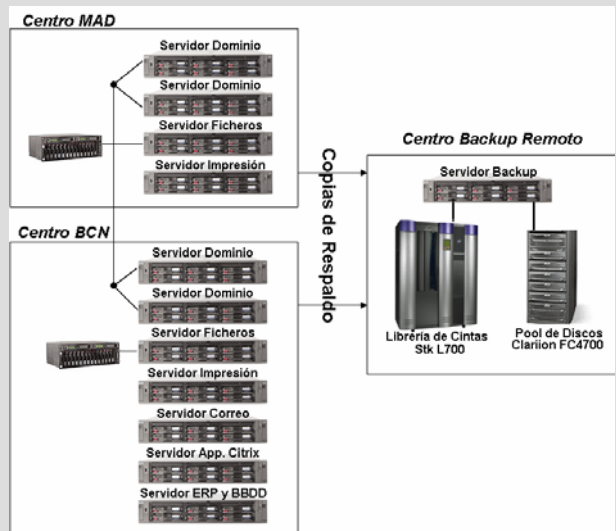 Centro MAD
Servidor Dominio
Servidor Dominio
Servidor Ficheros
Servidor Impresión
Centro BCN
Servidor Dominio
Servidor Dominio
Servidor Ficheros
Servidor Impresión
Servidor Correo
Servidor App. Citrix
Servidor ERP y BBDD
Copias de Respaldo
Centro Backup Remoto
Servidor Backup
Librería de Cintas
Stk L700
Pool de Discos
Clariion FC4700